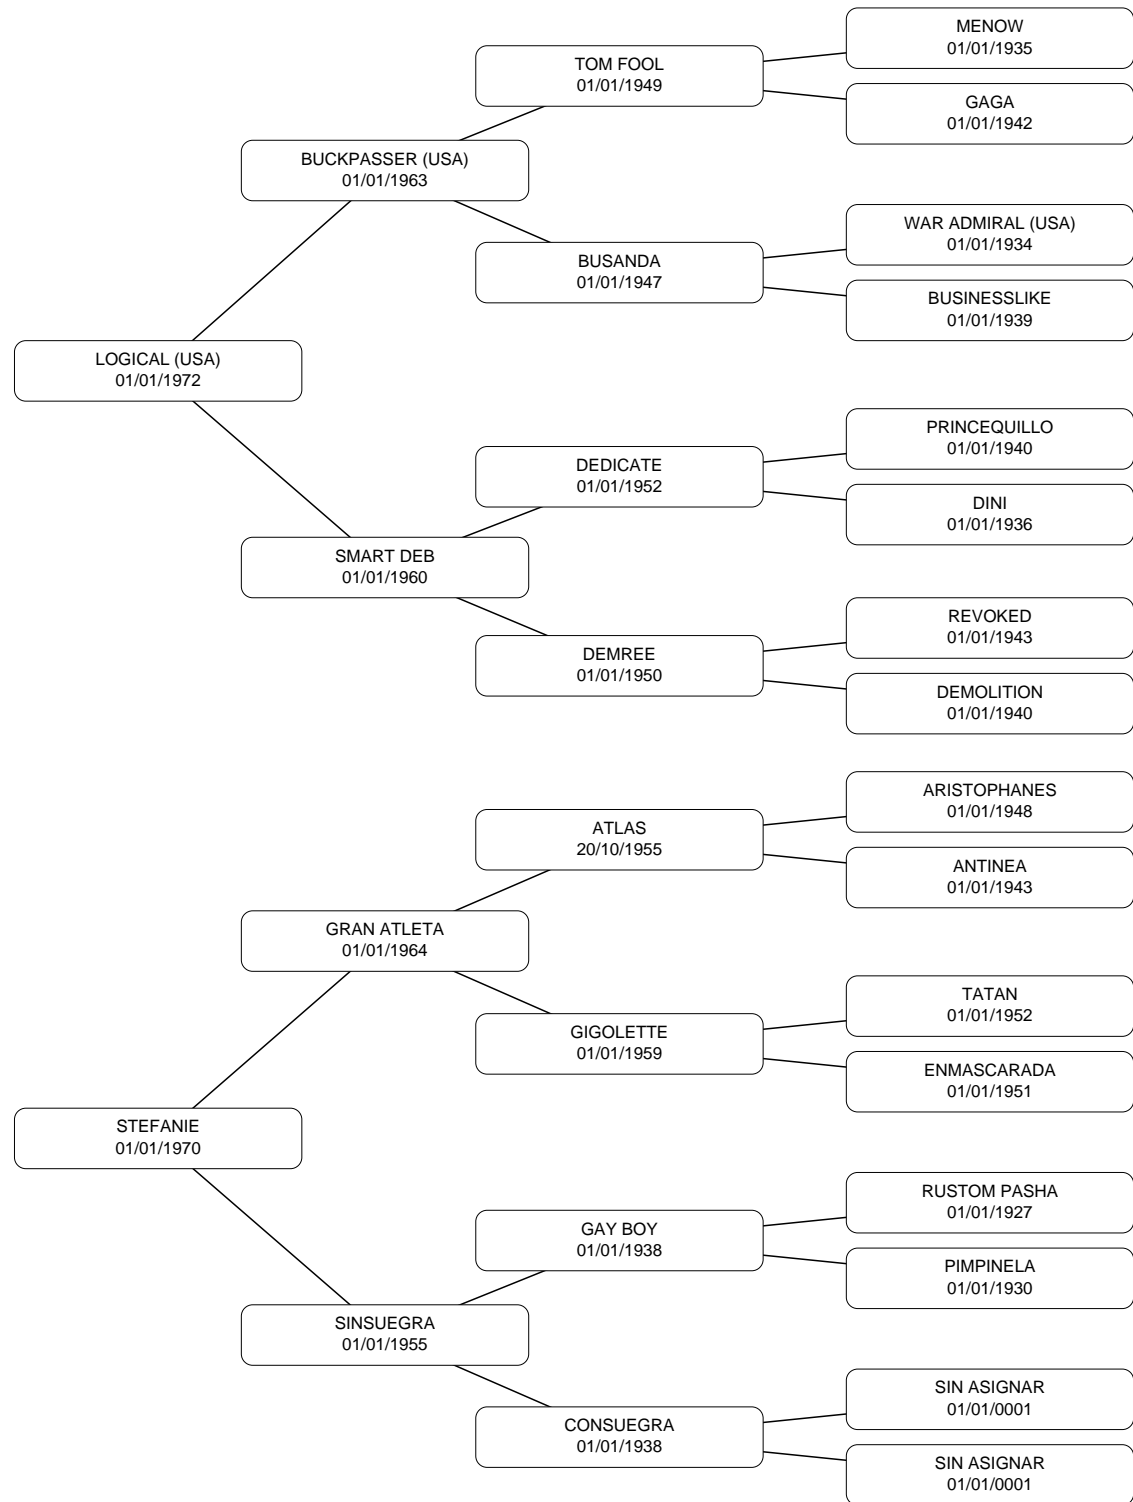 MENOW
01/01/1935
TOM FOOL
01/01/1949
GAGA
01/01/1942
BUCKPASSER (USA)
01/01/1963
WAR ADMIRAL (USA)
01/01/1934
BUSANDA
01/01/1947
BUSINESSLIKE
01/01/1939
LOGICAL (USA)
01/01/1972
PRINCEQUILLO
01/01/1940
DEDICATE
01/01/1952
DINI
01/01/1936
SMART DEB
01/01/1960
REVOKED
01/01/1943
DEMREE
01/01/1950
DEMOLITION
01/01/1940
ARISTOPHANES
01/01/1948
ATLAS
20/10/1955
ANTINEA
01/01/1943
GRAN ATLETA
01/01/1964
TATAN
01/01/1952
GIGOLETTE
01/01/1959
ENMASCARADA
01/01/1951
STEFANIE
01/01/1970
RUSTOM PASHA
01/01/1927
GAY BOY
01/01/1938
PIMPINELA
01/01/1930
SINSUEGRA
01/01/1955
SIN ASIGNAR
01/01/0001
CONSUEGRA
01/01/1938
SIN ASIGNAR
01/01/0001